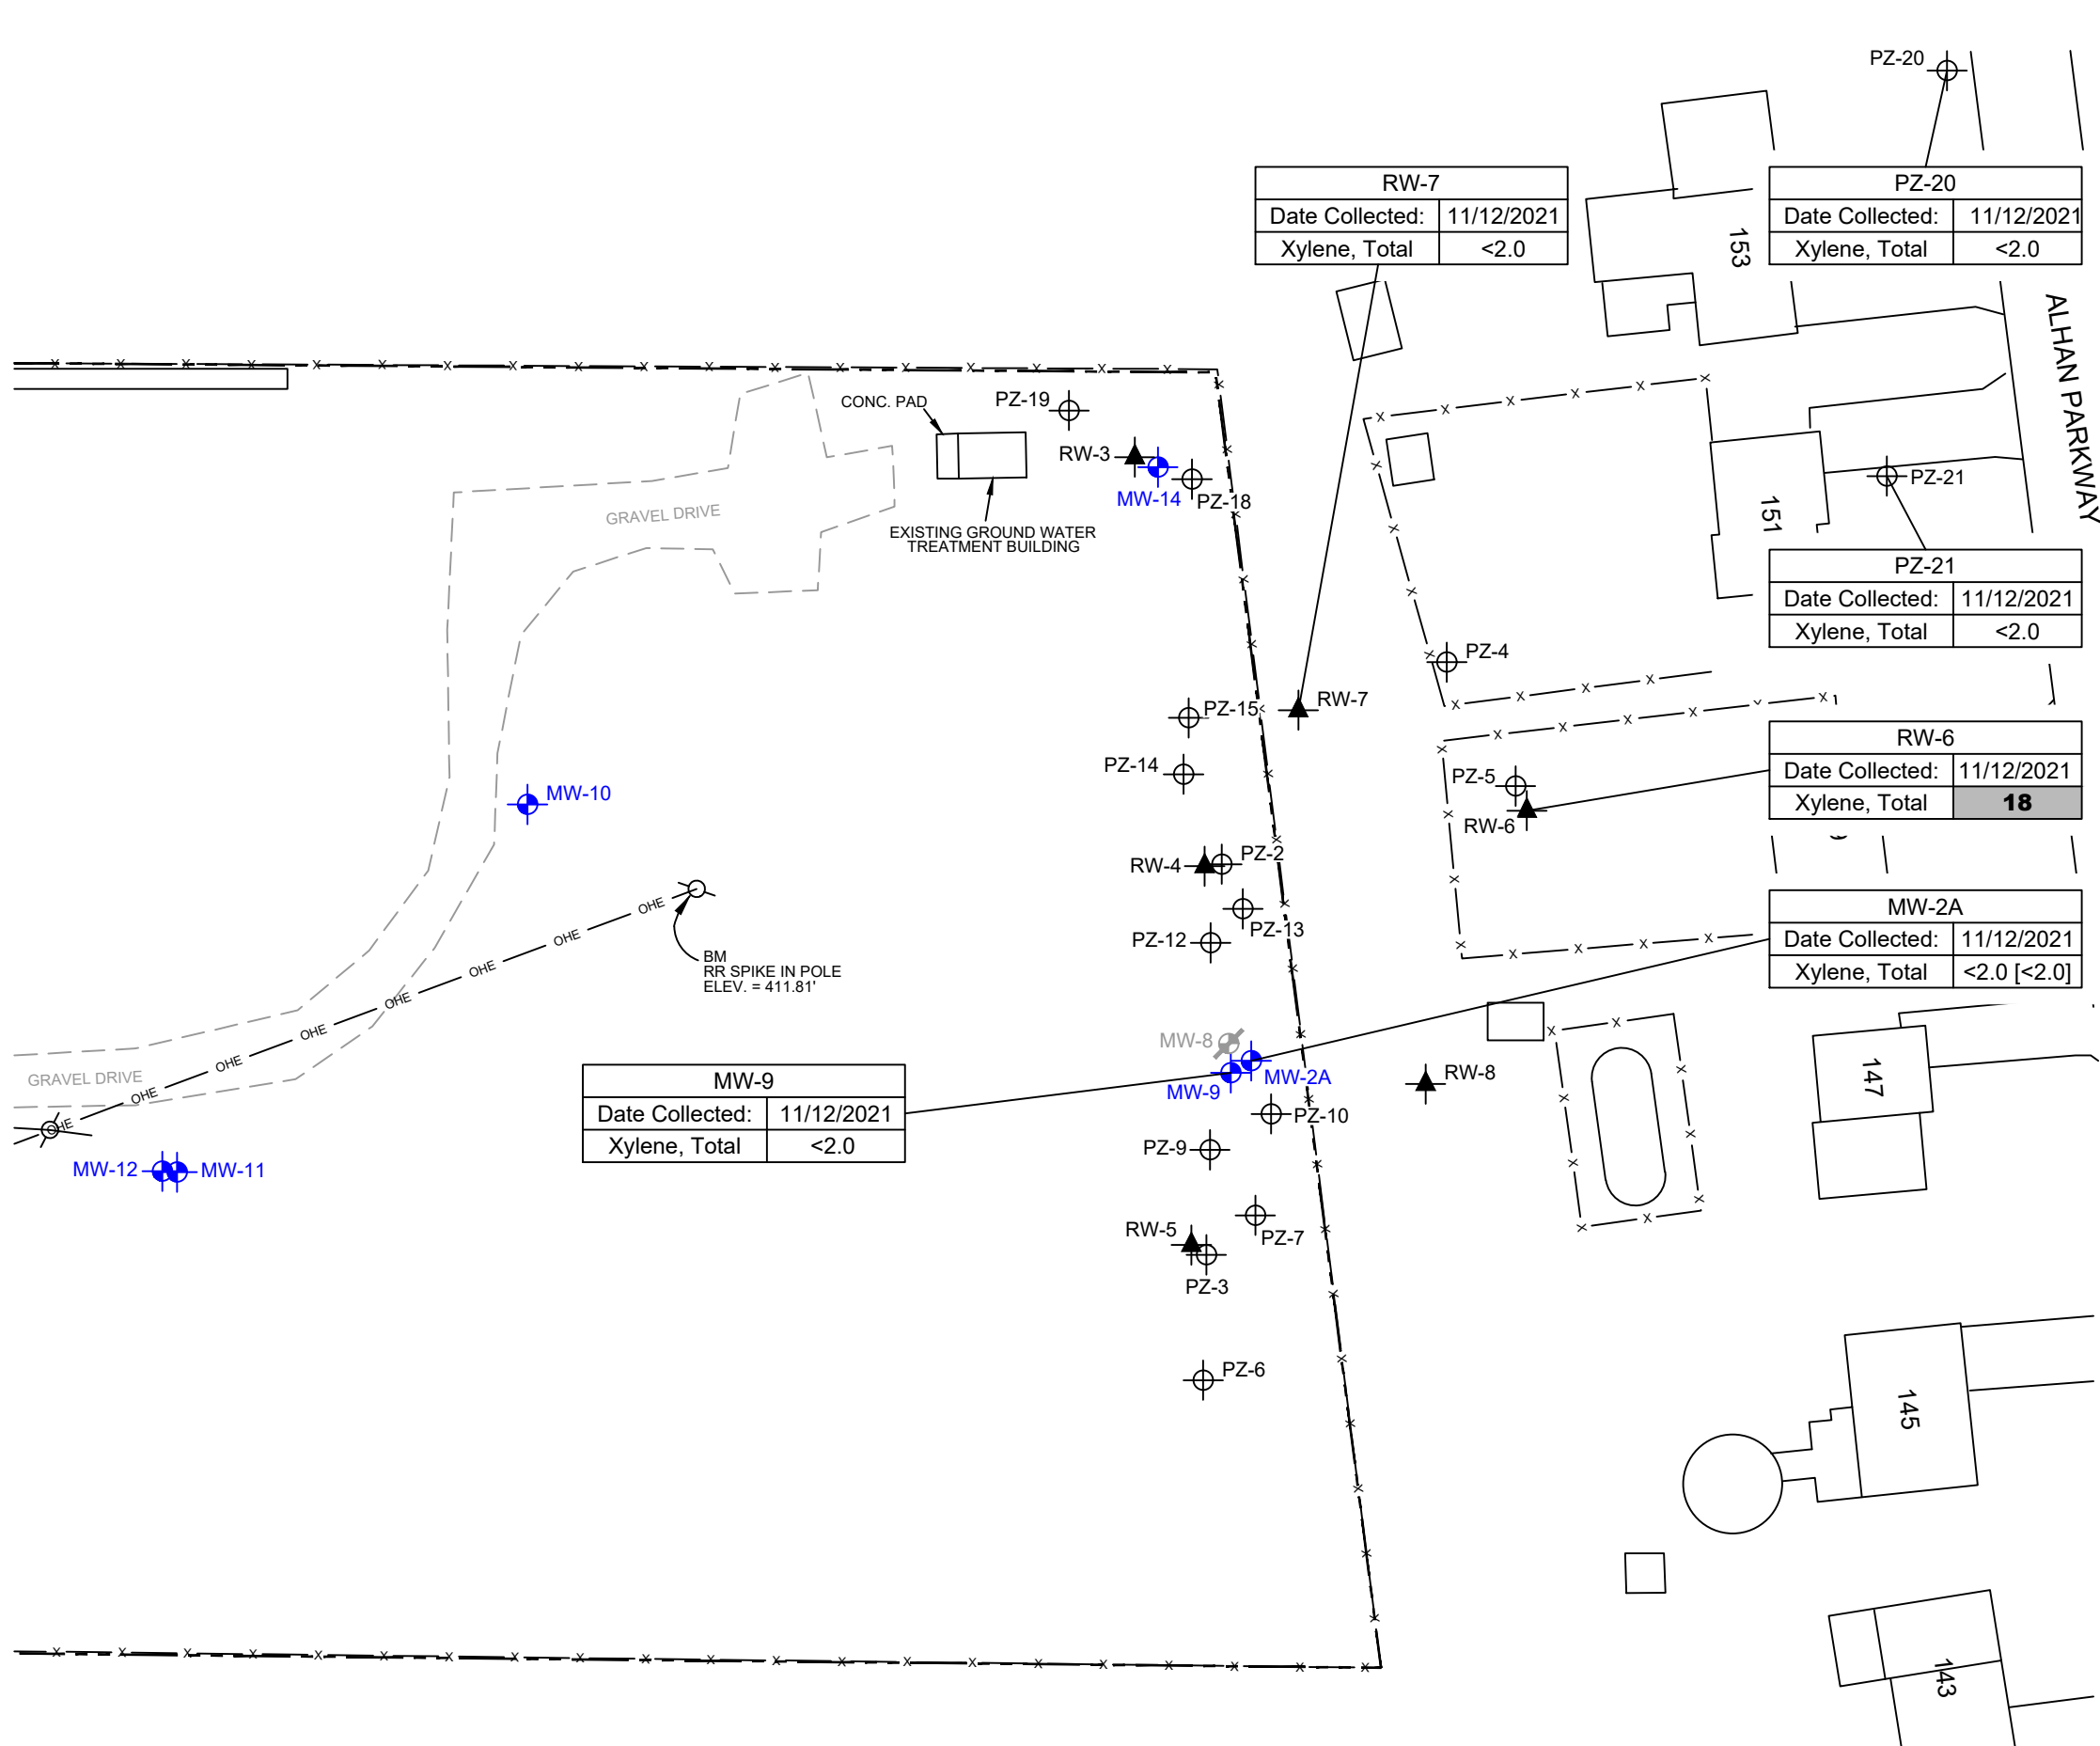 PZ-20
RW-7
Date Collected: 11/12/2021
Xylene, Total <2.0
PZ-20
Date Collected: 11/12/2021
Xylene, Total <2.0
153
ALHAN PARKWAY
CONC. PAD
PZ-19
RW-3
MW-14
PZ-18
GRAVEL DRIVE
EXISTING GROUND WATER
TREATMENT BUILDING
PZ-21
151
PZ-21
Date Collected: 11/12/2021
Xylene, Total <2.0
PZ-4
RW-7
PZ-15
PZ-14
RW-6
Date Collected: 11/12/2021
Xylene, Total 18
PZ-5
RW-6
MW-10
RW-4
PZ-2
PZ-13
PZ-12
MW-2A
Date Collected: 11/12/2021
Xylene, Total <2.0 [<2.0]
OHE
OHE
OHE
OHE
OHE
OHE
OHE
OHE
BM
RR SPIKE IN POLE
ELEV. = 411.81'
MW-8
MW-2A
MW-9
RW-8
147
GRAVEL DRIVE
MW-9
Date Collected: 11/12/2021
Xylene, Total <2.0
PZ-10
PZ-9
MW-12
MW-11
PZ-7
RW-5
PZ-3
PZ-6
145
143